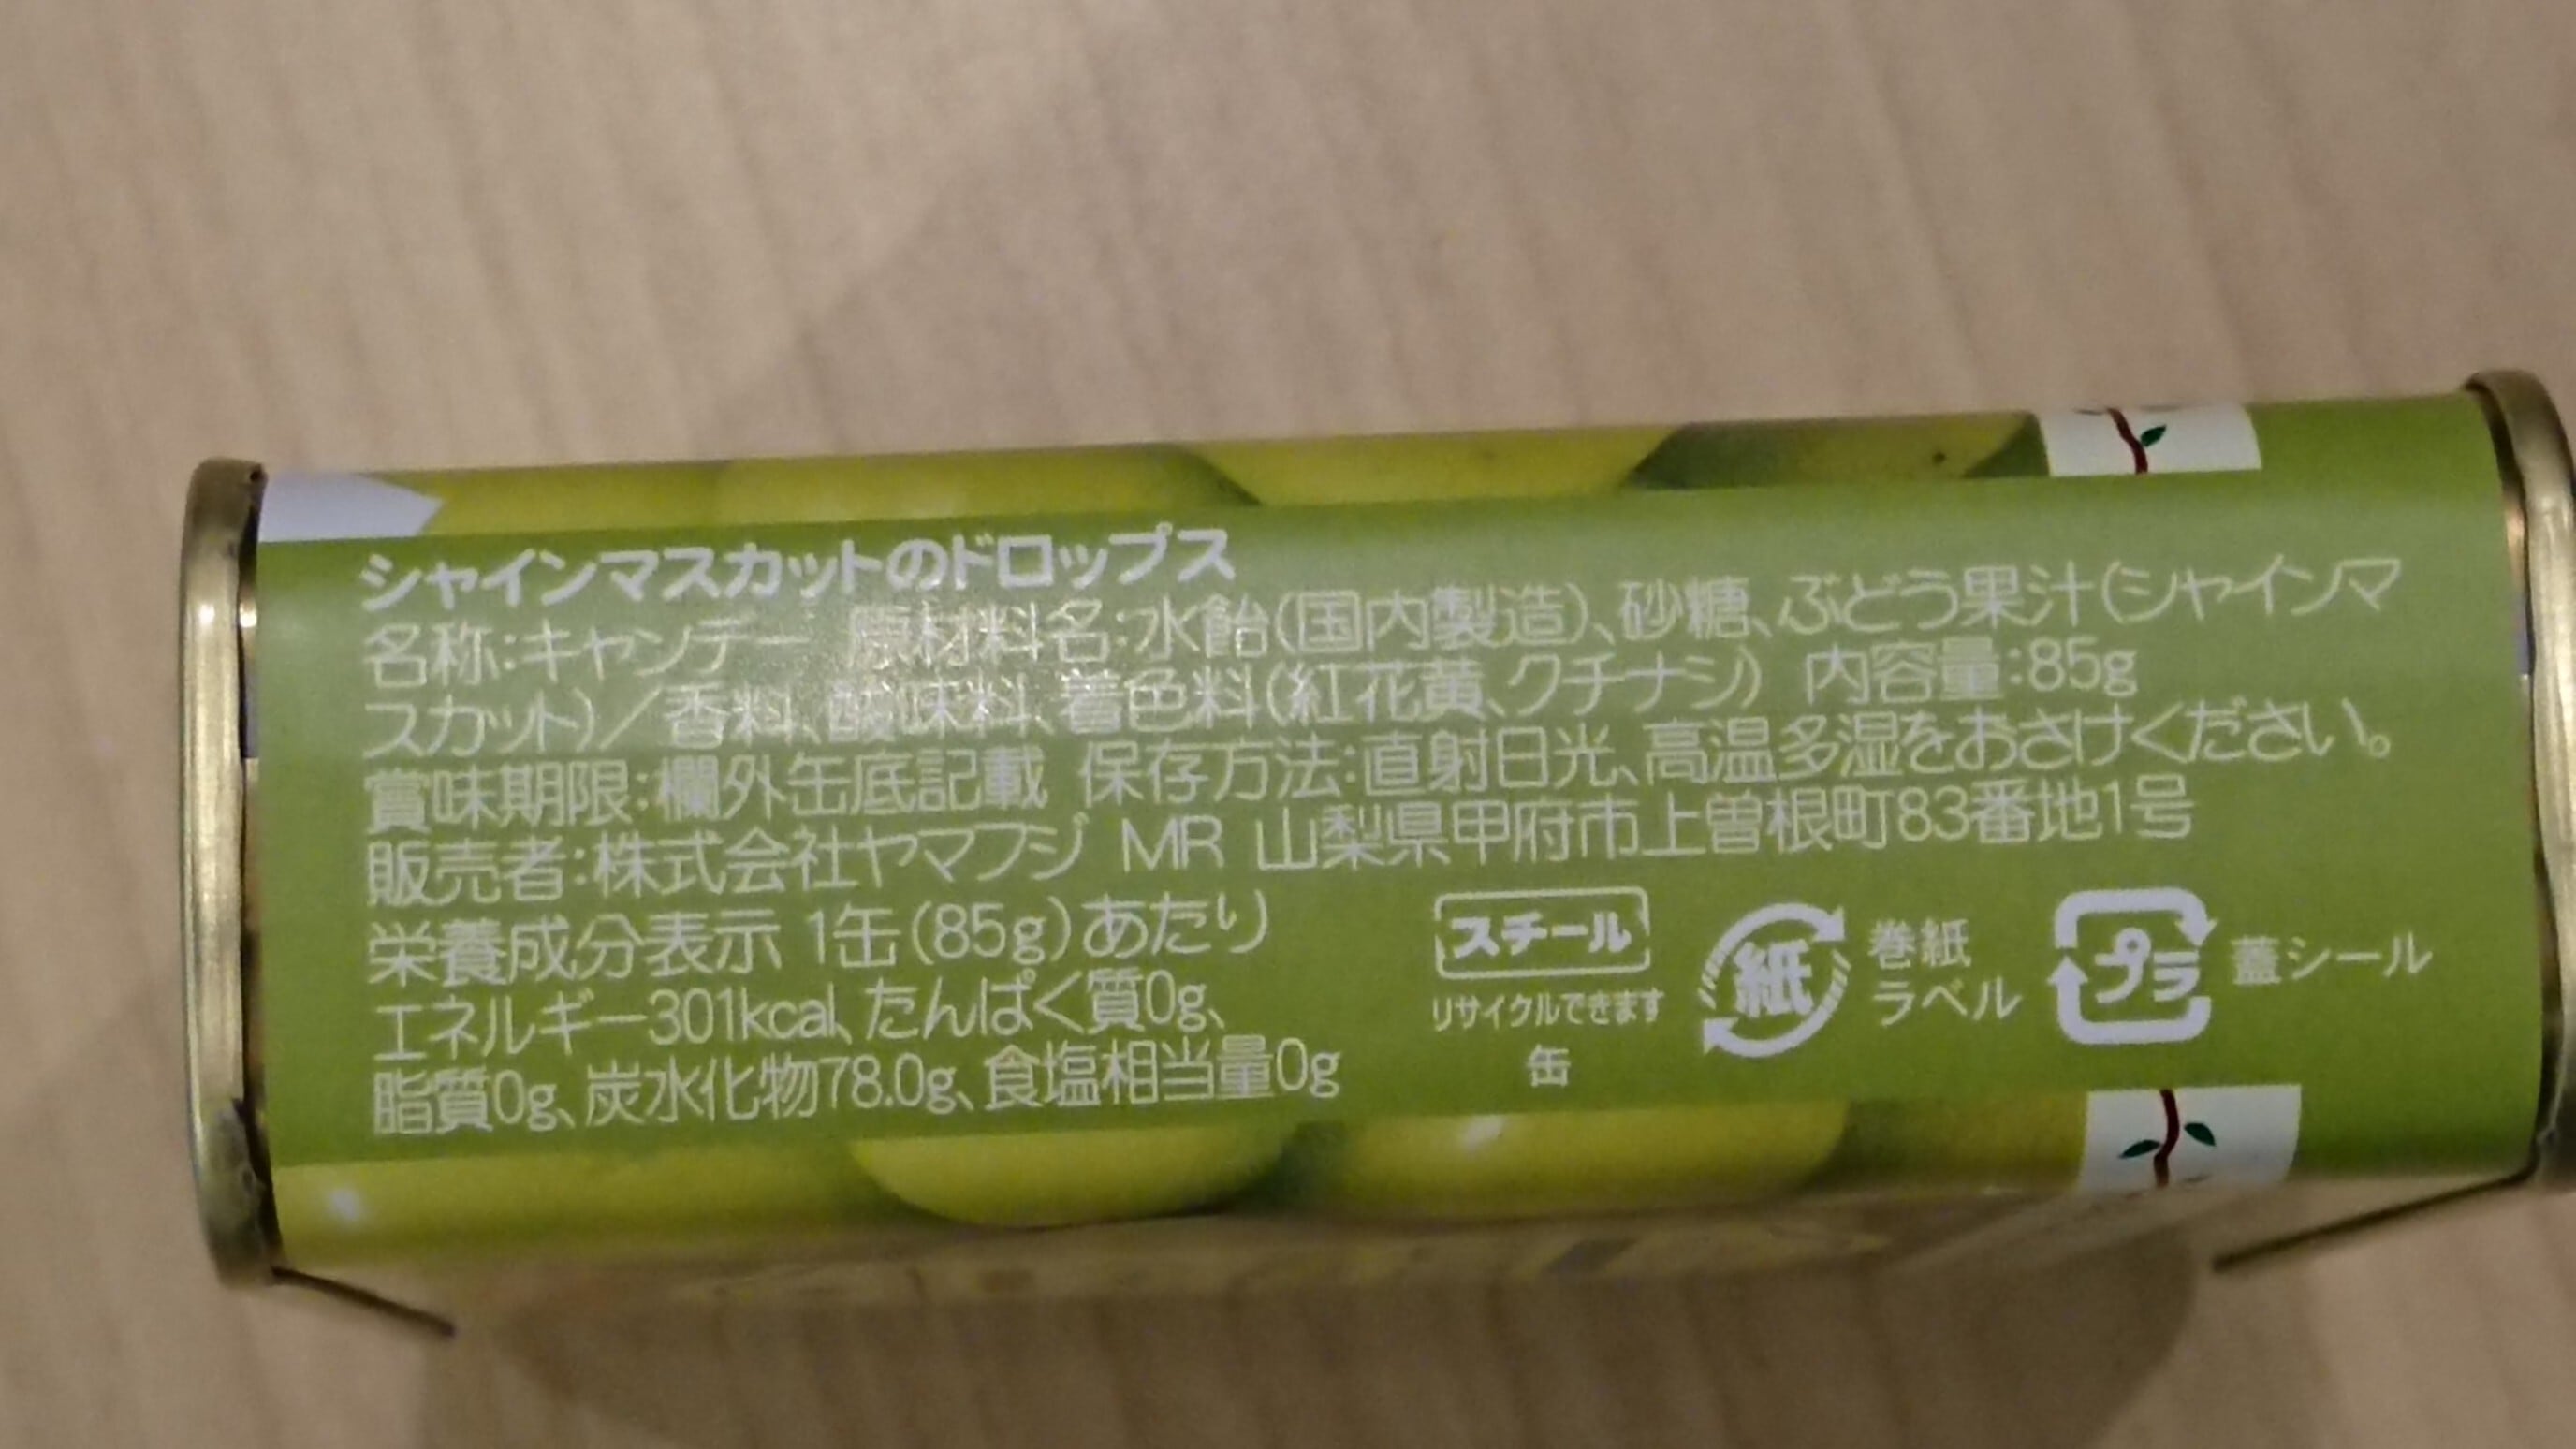 シャインマスカットのドロップス
名称:キャンデー 原材料名:水飴(国内製造)、砂糖、ぶどう果汁(シャインマ
スカット)/香料、酸味料、着色料(紅花黄、クチナシ) 内容量:85g
賞味期限:欄外缶底記載 保存方法:直射日光、高温多湿をおさけください。
販売者:株式会社ヤマフジ MR 山梨県甲府市上曽根町83番地1号
栄養成分表示 1缶(85g)あたり
エネルギー301kcal、たんぱく質0g、
脂質0g、炭水化物78.0g、食塩相当量0g
スチール
リサイクルできます
缶
紙
巻紙
ラベル
プラ
蓋シール